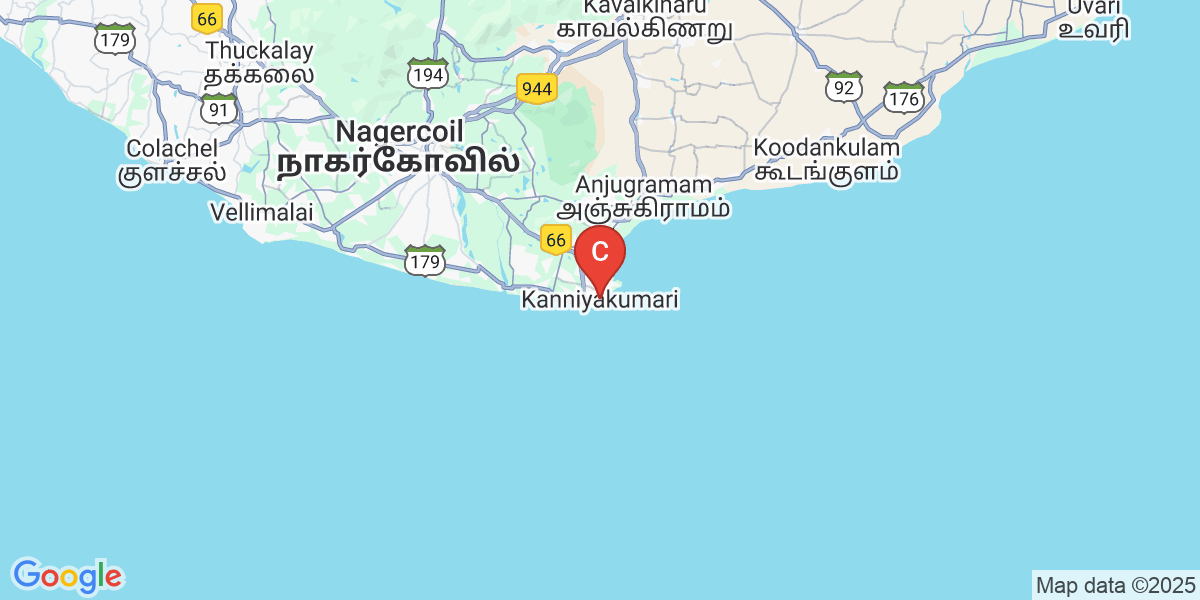 66
179
Thuckalay
தக்கலை
194
944
Kavalkinaru
காவல்கிணறு
Uvari
உவரி
92
176
91
Colachel
குளச்சல்
Nagercoil
நாகர்கோவில்
Koodankulam
கூடங்குளம்
Anjugramam
அஞ்சுகிராமம்
Vellimalai
66
179
C
Kanniyakumari
Google
Map data ©2025